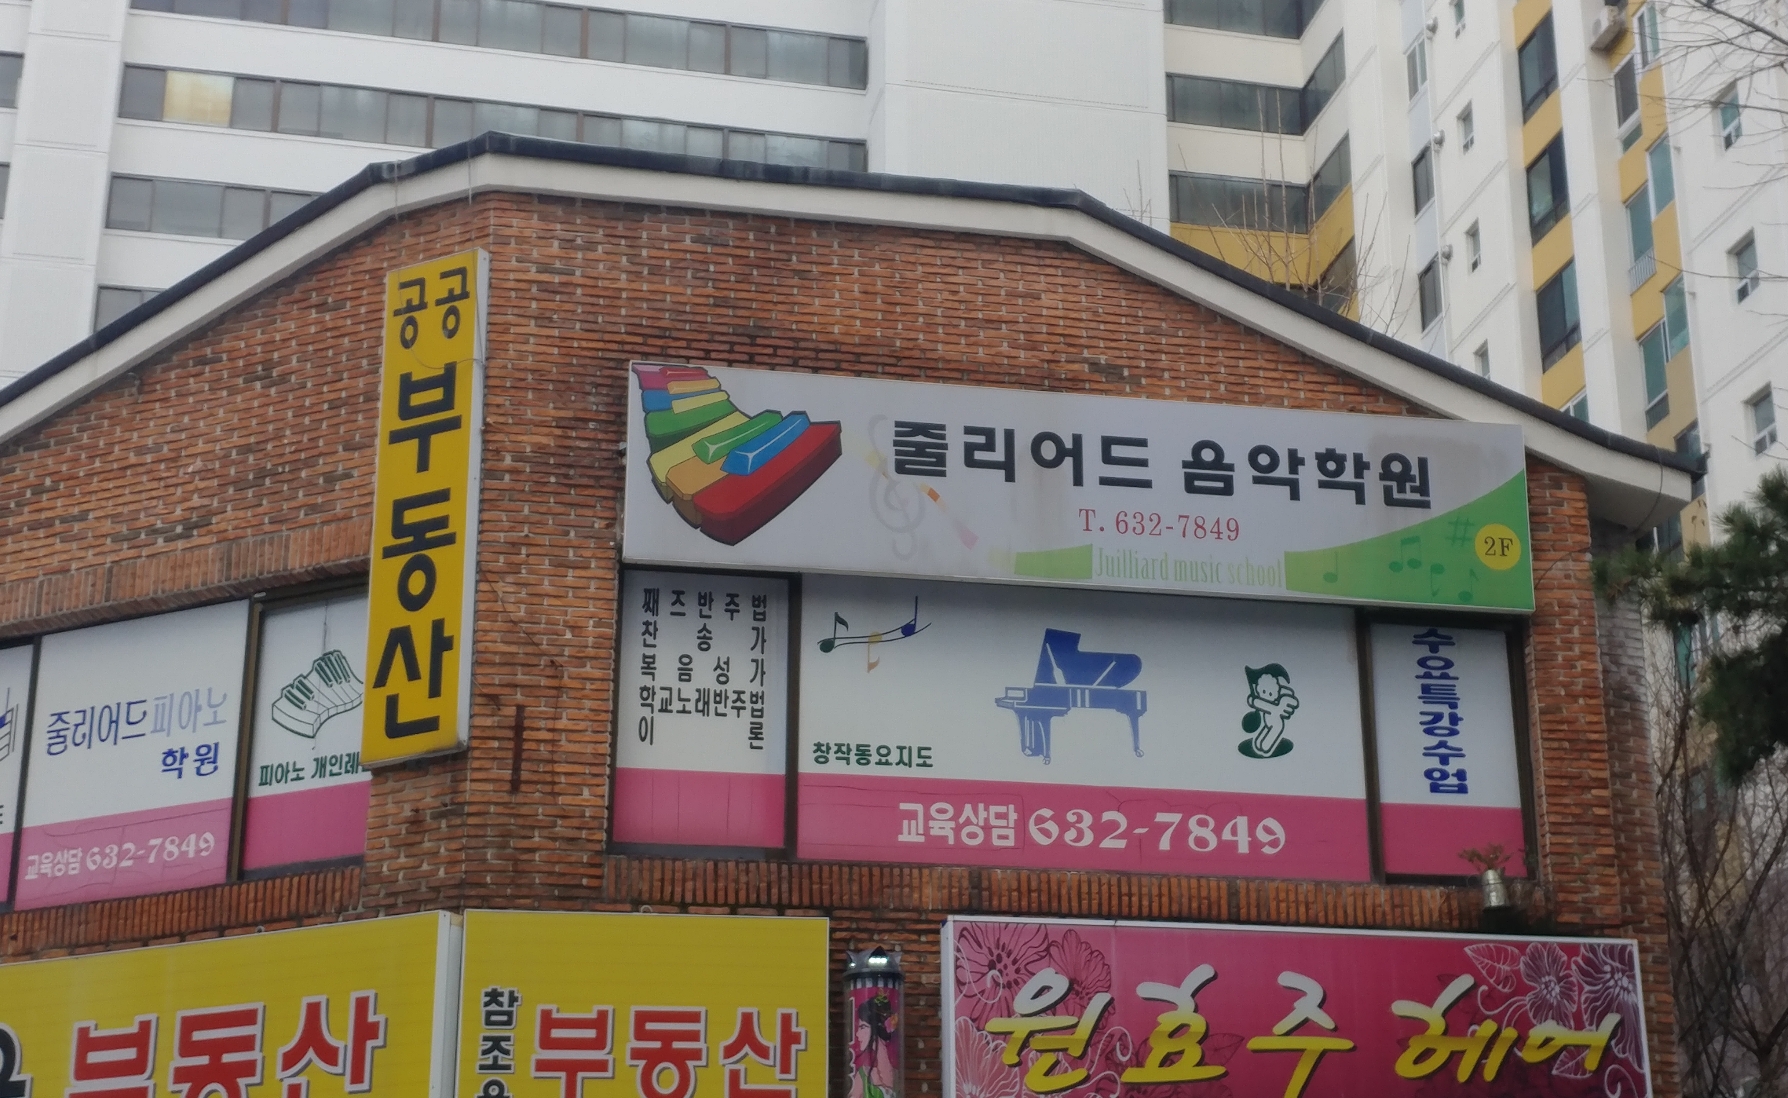 공공
부동산
줄리어드 음악학원
T. 632-7849
Juilliard music school
2F
째즈반주법
찬송가
복음성가
학교노래반주법
이론
창작동요지도
교육상담 632-7849
수요특강수업
줄리어드피아노
학원
교육상담 632-7849
피아노 개인레
부동산
참조은
부동산
원효주 헤어